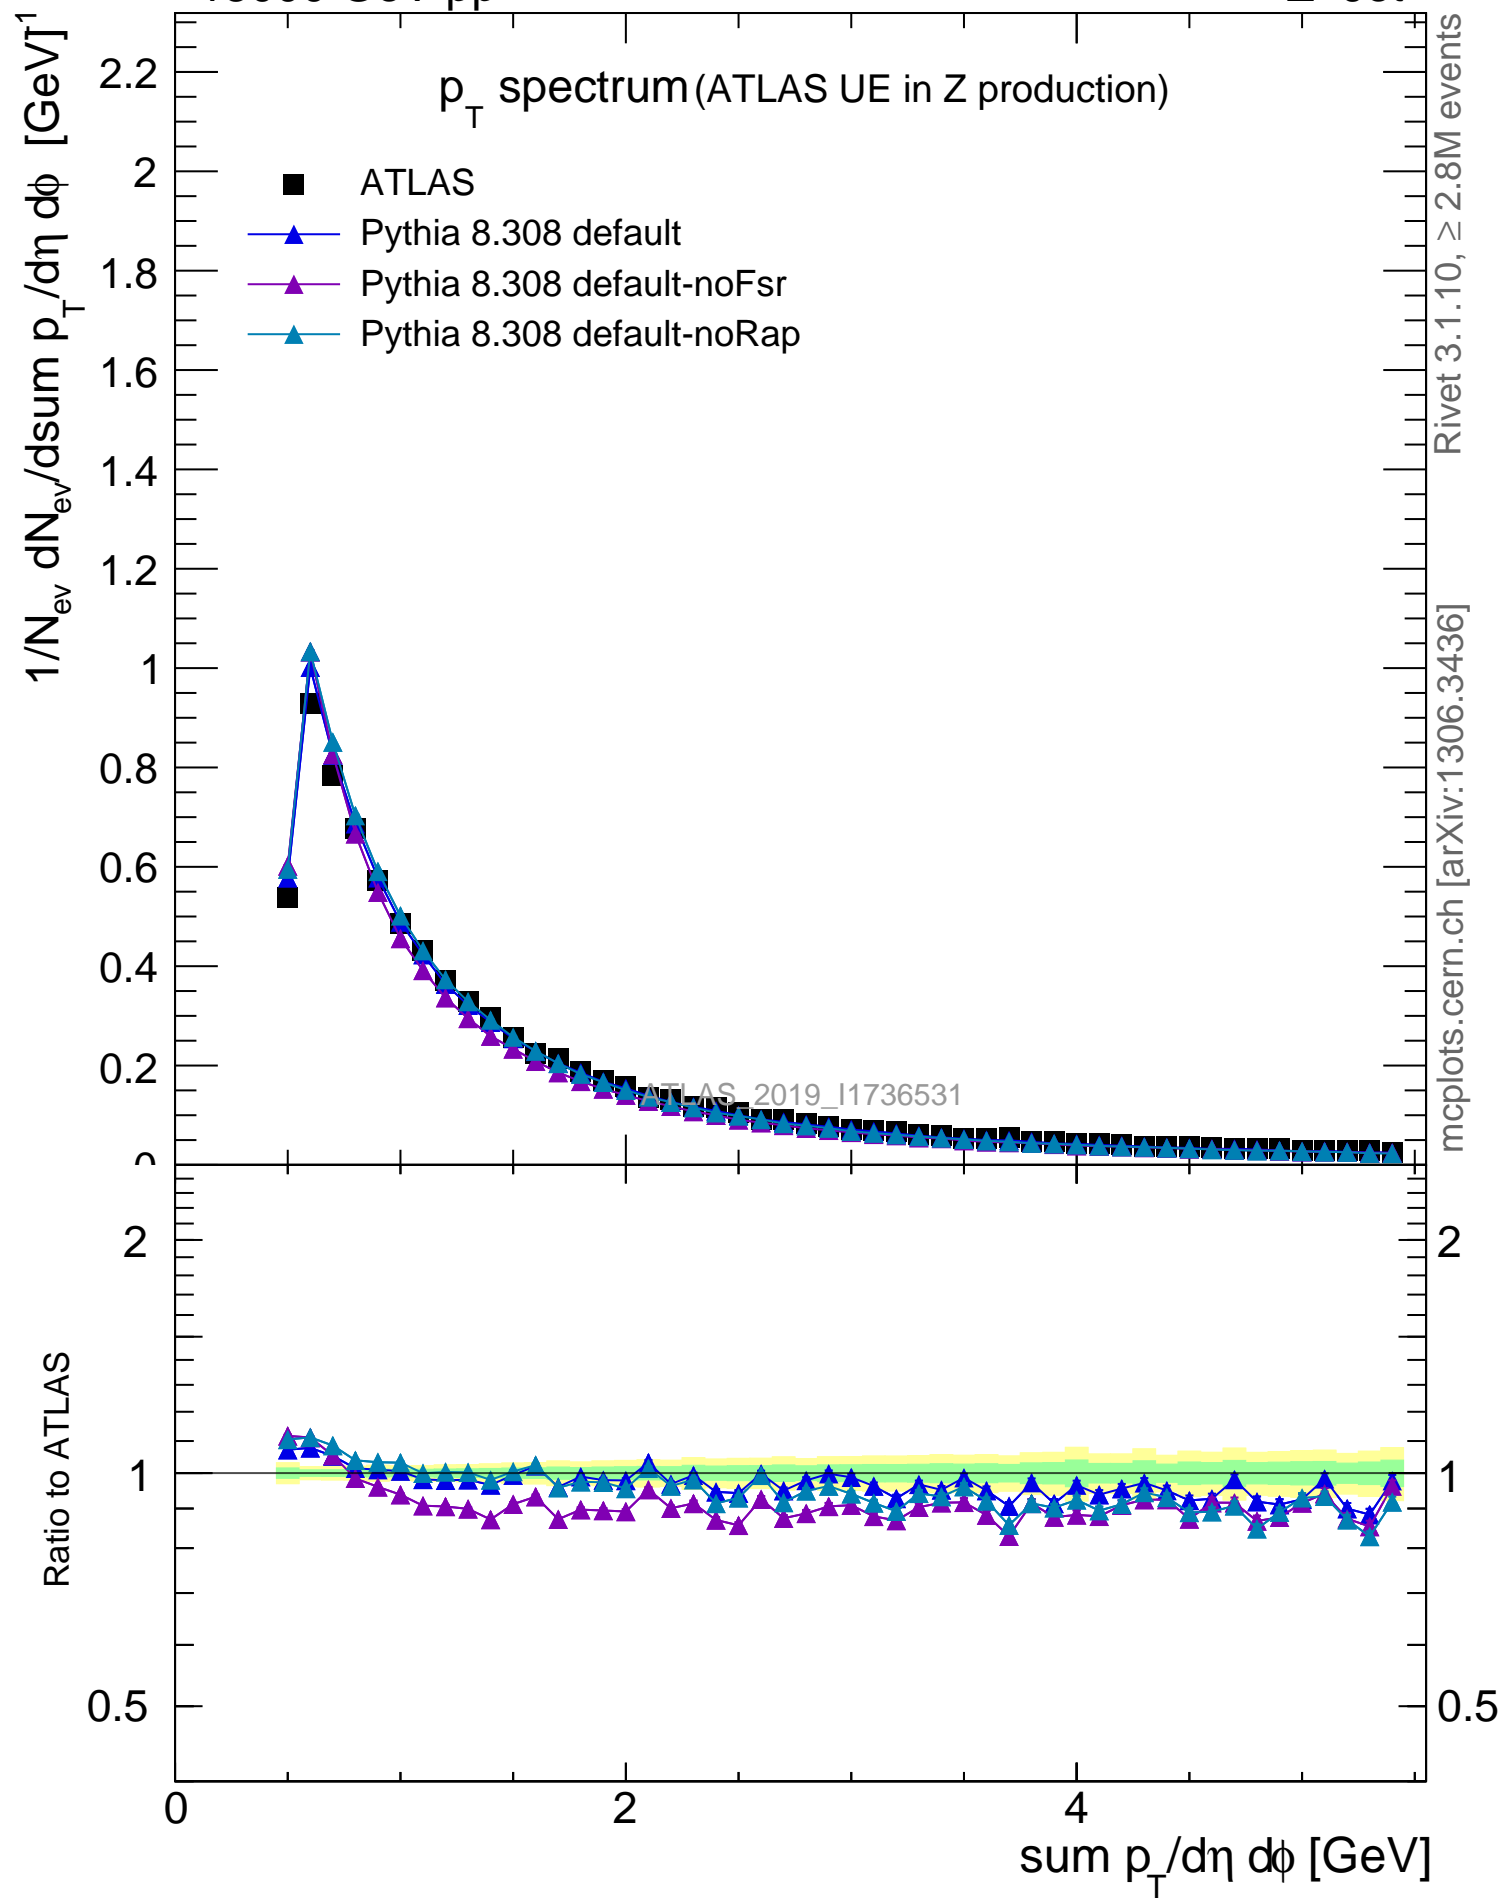 p_T spectrum (ATLAS UE in Z production)
ATLAS
Pythia 8.308 default
Pythia 8.308 default-noFsr
Pythia 8.308 default-noRap
1/N_ev dN_ev/dsum p_T/dη dϕ [GeV]^-1
2.2
2
1.8
1.6
1.4
1.2
1
0.8
0.6
0.4
0.2
0
ATLAS_2019_I1736531
Rivet 3.1.10, ≥ 2.8M events
mcplots.cern.ch [arXiv:1306.3436]
Ratio to ATLAS
2
1
0.5
2
1
0.5
0
2
4
sum p_T/dη dϕ [GeV]